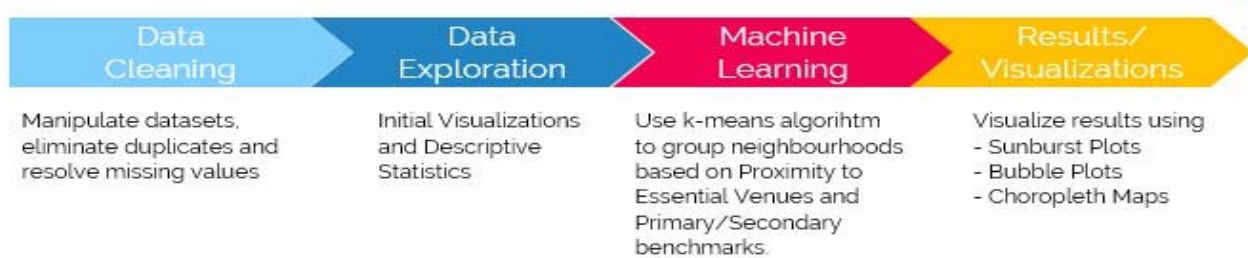 Data
Cleaning
Data
Exploration
Machine
Learning
Results/
Visualizations
Manipulate datasets,
eliminate duplicates and
resolve missing values
Initial Visualizations
and Descriptive
Statistics
Use k-means algorihtm
to group neighbourhoods
based on Proximity to
Essential Venues and
Primary/Secondary
benchmarks.
Visualize results using
- Sunburst Plots
- Bubble Plots
- Choropleth Maps